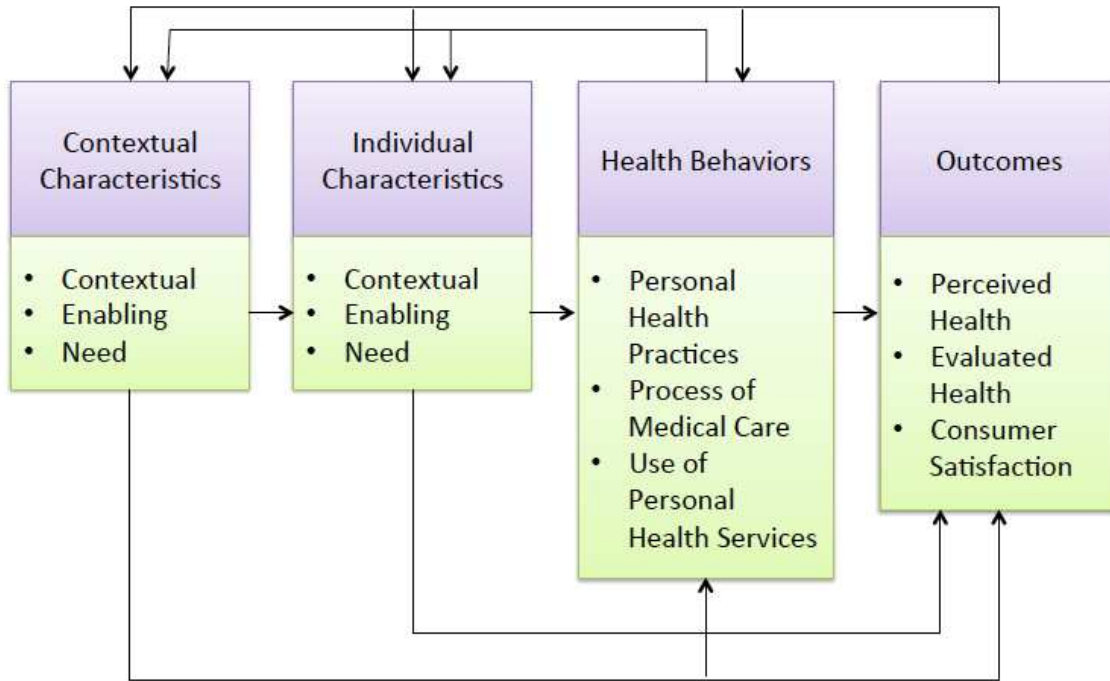 Contextual
Characteristics
• Contextual
• Enabling
• Need
Individual
Characteristics
• Contextual
• Enabling
• Need
Health Behaviors
• Personal
Health
Practices
• Process of
Medical Care
• Use of
Personal
Health Services
Outcomes
• Perceived
Health
• Evaluated
Health
• Consumer
Satisfaction